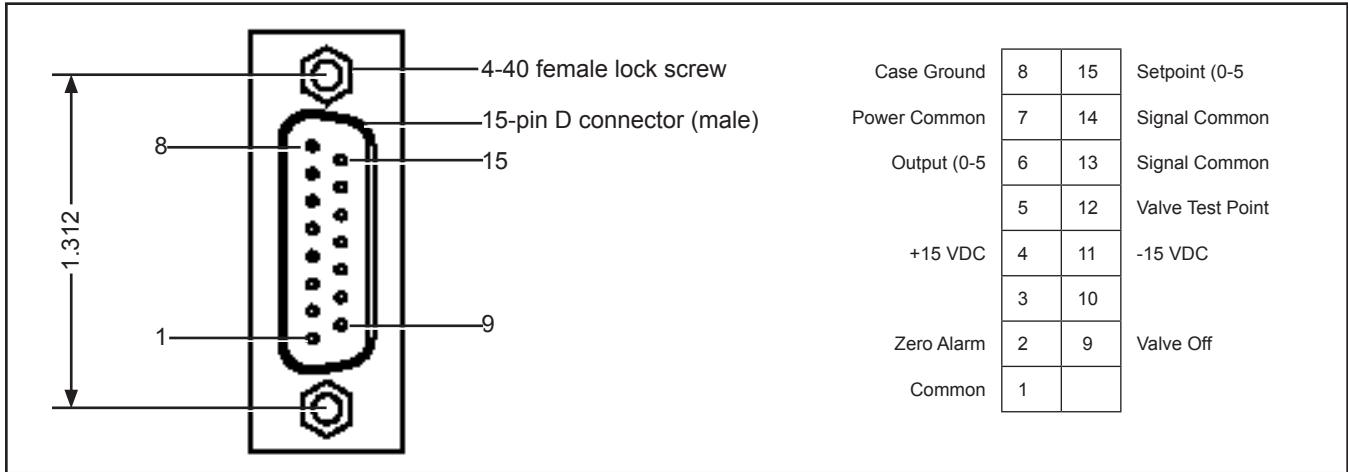 4-40 female lock screw
15-pin D connector (male)
8
15
1.312
9
1
Case Ground 8 15 Setpoint (0-5
Power Common 7 14 Signal Common
Output (0-5 6 13 Signal Common
5 12 Valve Test Point
+15 VDC 4 11 -15 VDC
3 10
Zero Alarm 2 9 Valve Off
Common 1